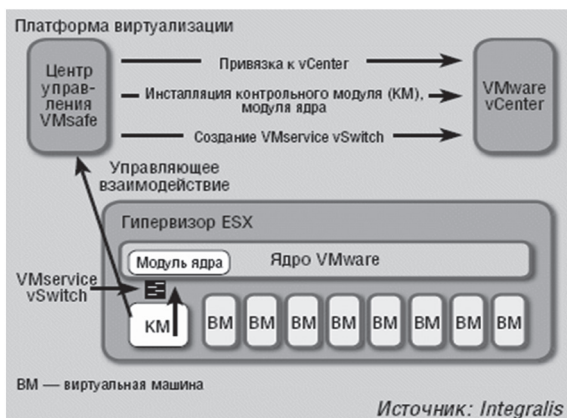 Платформа виртуализации
Центр
управ-
ления
VMsafe
Привязка к vCenter
Инсталляция контрольного модуля (КМ),
модуля ядра
Создание VMservice vSwitch
VMware
vCenter
Управляющее
взаимодействие
Гипервизор ESX
Модуль ядра
Ядро VMware
VMservice
vSwitch
КМ
ВМ ВМ ВМ ВМ ВМ ВМ ВМ ВМ
ВМ — виртуальная машина
Источник: Integralis